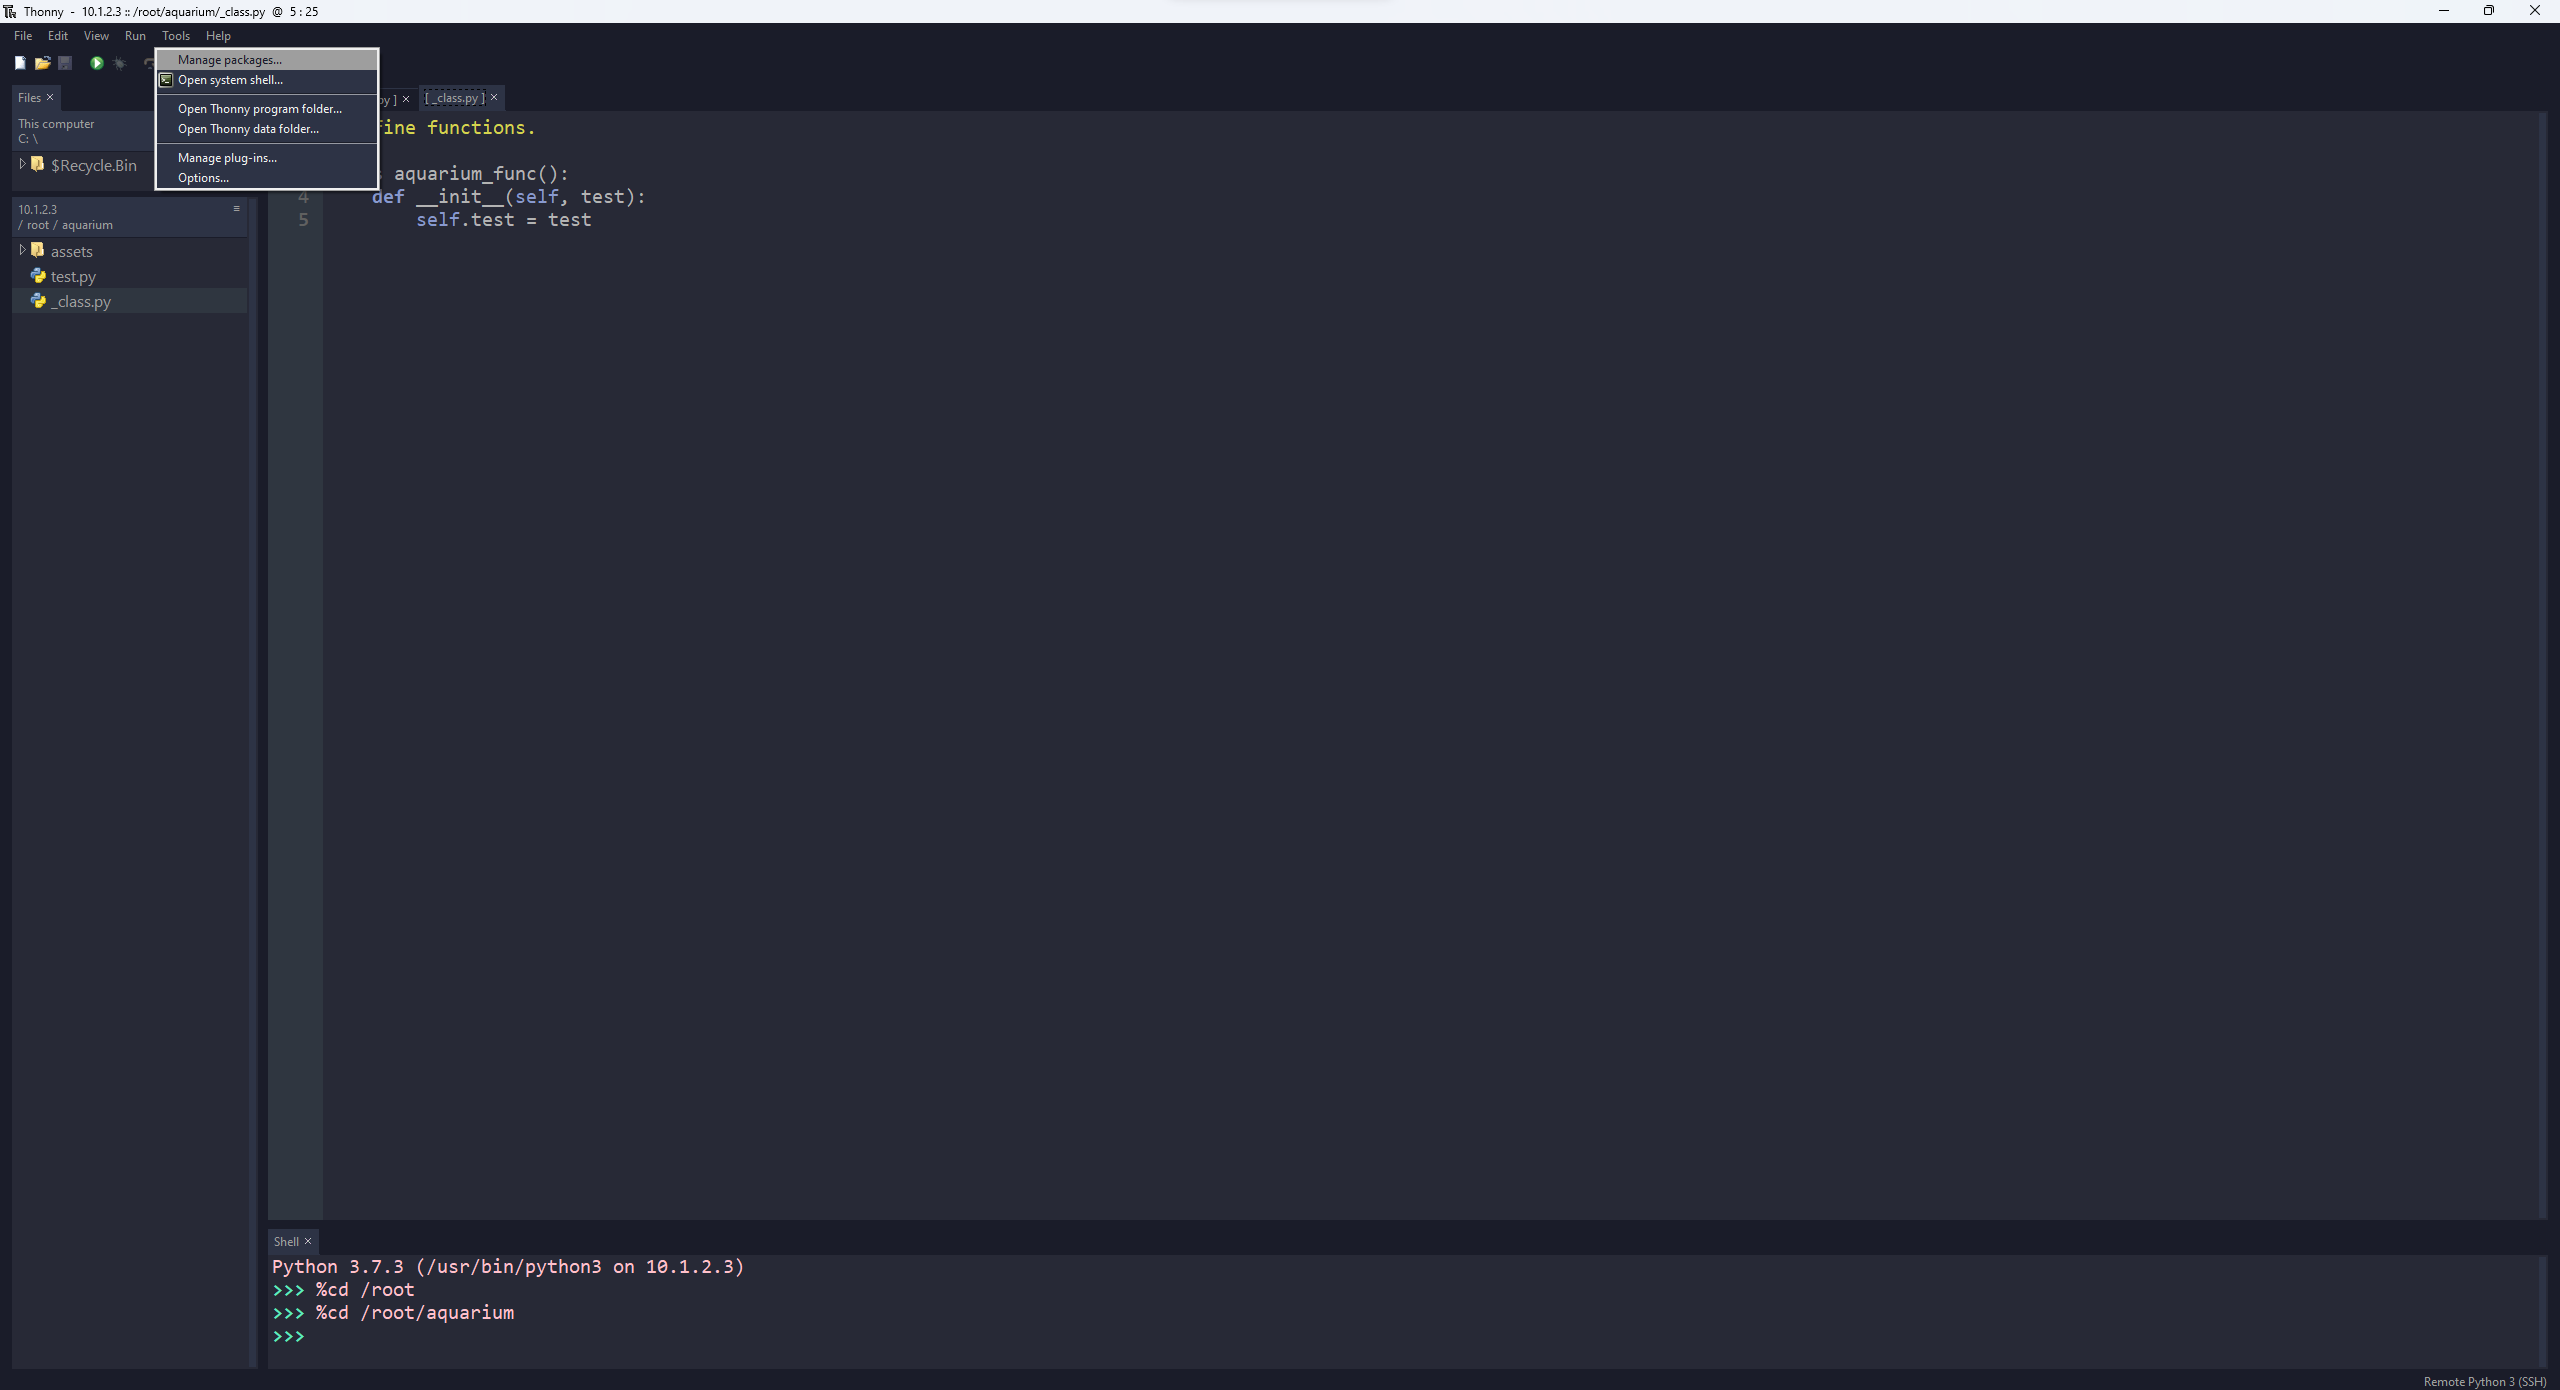 Thonny - 10.1.2.3 :: /root/aquarium/_class.py @ 5 : 25
File Edit View Run Tools Help
Manage packages...
Open system shell...
Open Thonny program folder...
Open Thonny data folder...
Manage plug-ins...
Options...
Files ×
This computer
C: \
$Recycle.Bin
10.1.2.3
/ root / aquarium
assets
test.py
_class.py
py ] × [ _class.py ] ×
fine functions.
aquarium_func():
4 def __init__(self, test):
5 self.test = test
Shell ×
Python 3.7.3 (/usr/bin/python3 on 10.1.2.3)
>>> %cd /root
>>> %cd /root/aquarium
>>>
Remote Python 3 (SSH)